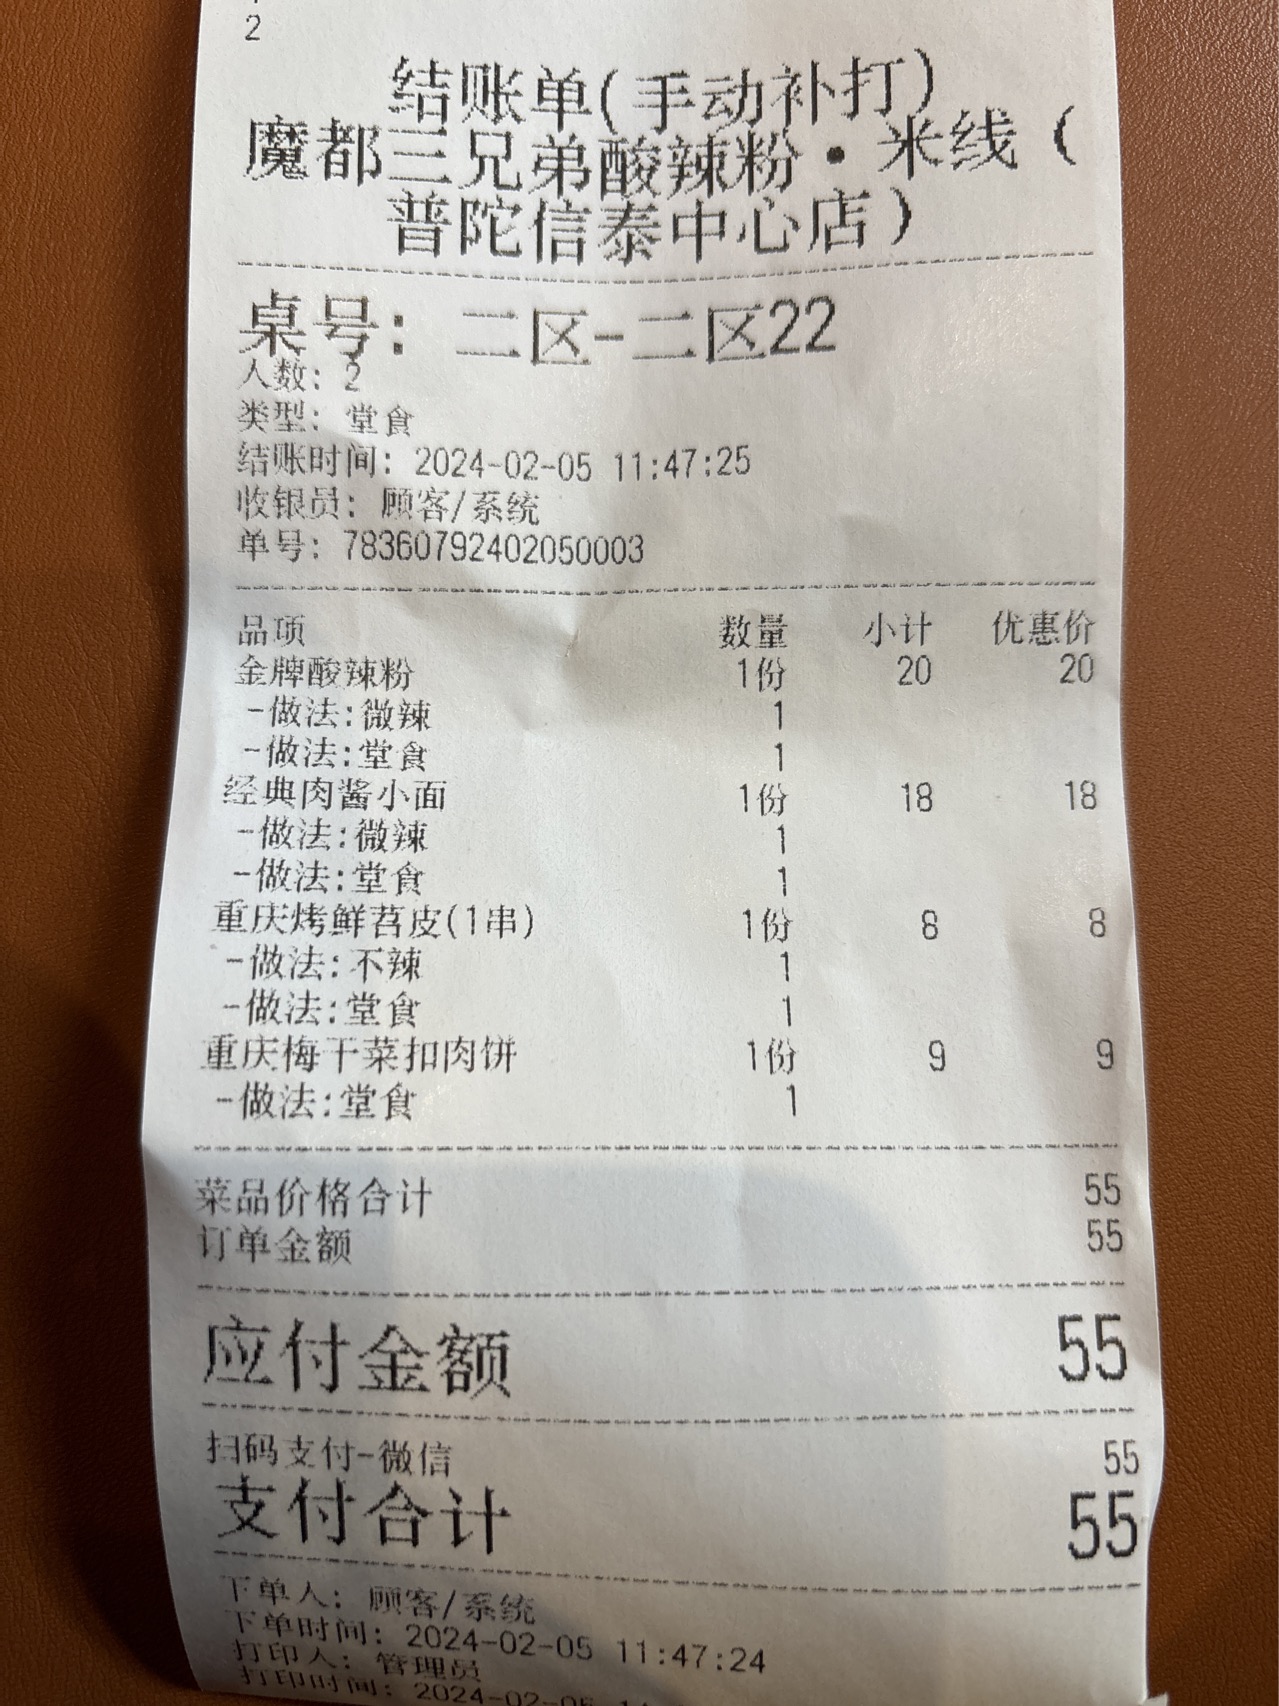 2
结账单(手动补打)
魔都三兄弟酸辣粉·米线(
普陀信泰中心店)
桌号: 二区-二区22
人数: 2
类型: 堂食
结账时间: 2024-02-05 11:47:25
收银员: 顾客/系统
单号: 783607924020500​03
品项 数量 小计 优惠价
金牌酸辣粉 1份 20 20
-做法:微辣 1
-做法:堂食 1
经典肉酱小面 1份 18 18
-做法:微辣 1
-做法:堂食 1
重庆烤鲜苕皮(1串) 1份 8 8
-做法:不辣 1
-做法:堂食 1
重庆梅干菜扣肉饼 1份 9 9
-做法:堂食 1
菜品价格合计 55
订单金额 55
应付金额 55
扫码支付-微信 55
支付合计 55
下单人: 顾客/系统
下单时间: 2024-02-05 11:47:24
打印人: 管理员
打印时间: 2024-02-05